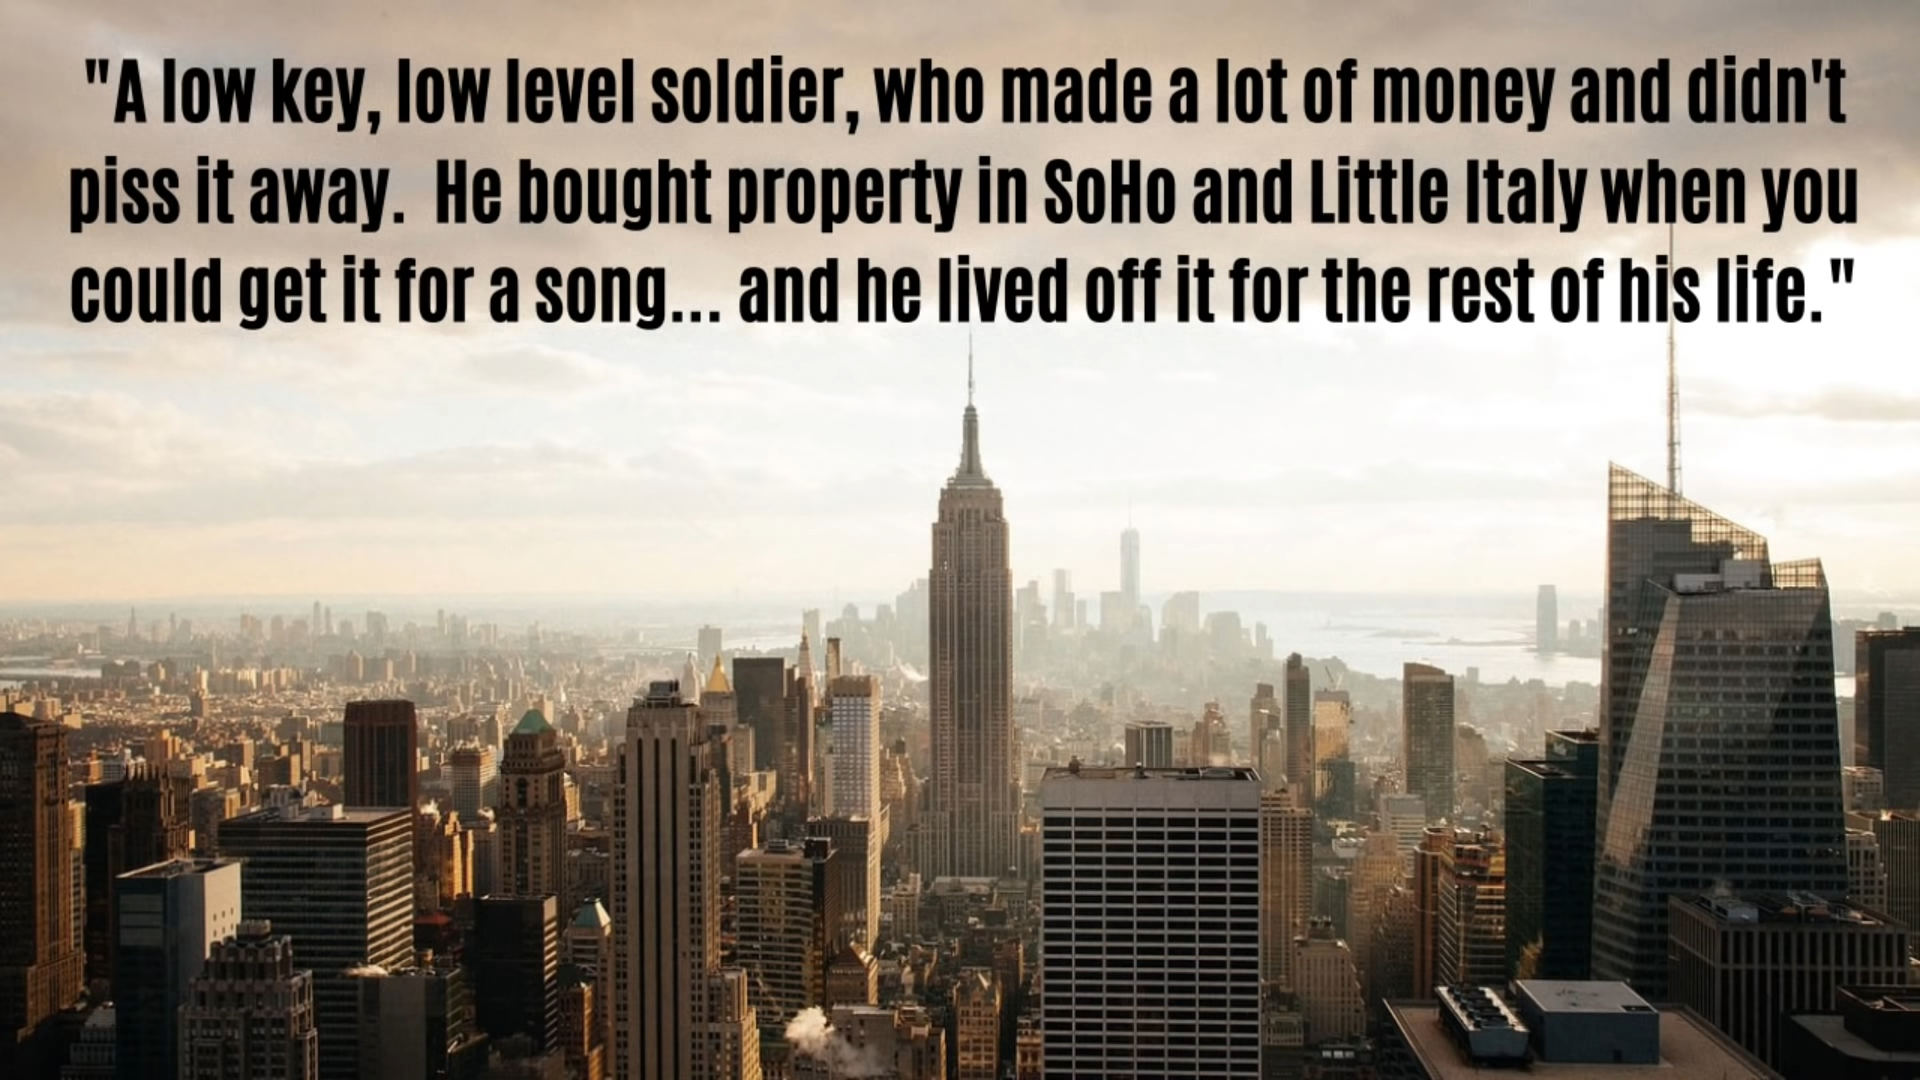 "A low key, low level soldier, who made a lot of money and didn't
piss it away.  He bought property in SoHo and Little Italy when you
could get it for a song... and he lived off it for the rest of his life."